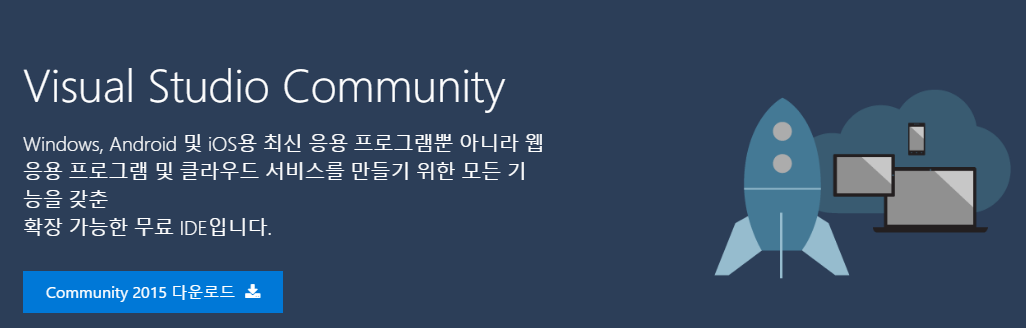 Visual Studio Community
Windows, Android 및 iOS용 최신 응용 프로그램뿐 아니라 웹
응용 프로그램 및 클라우드 서비스를 만들기 위한 모든 기
능을 갖춘
확장 가능한 무료 IDE입니다.
Community 2015 다운로드